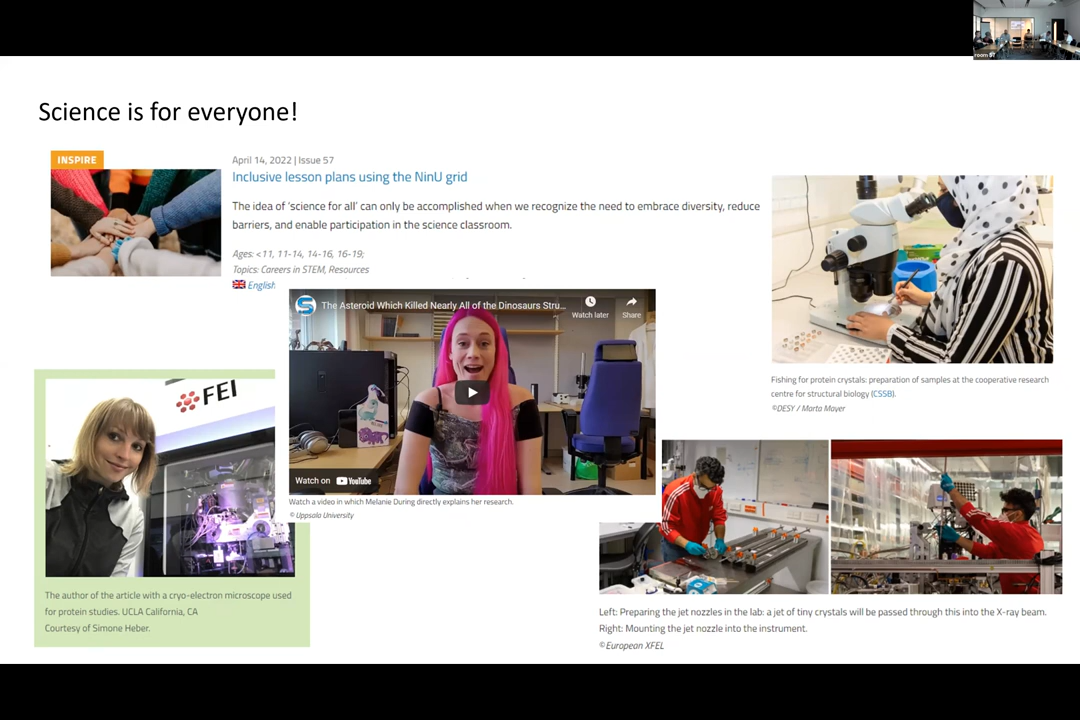 room 57
Science is for everyone!
INSPIRE
April 14, 2022 | Issue 57
Inclusive lesson plans using the NinU grid
The idea of ‘science for all’ can only be accomplished when we recognize the need to embrace diversity, reduce
barriers, and enable participation in the science classroom.
Ages: <11, 11-14, 14-16, 16-19;
Topics: Careers in STEM, Resources
English
The Asteroid Which Killed Nearly All of the Dinosaurs Stru...
Watch later
Share
Watch on YouTube
Watch a video in which Melanie During directly explains her research.
© Uppsala University
Fishing for protein crystals: preparation of samples at the cooperative research
centre for structural biology (CSSB).
©DESY / Marta Mayer
FEI
The author of the article with a cryo-electron microscope used
for protein studies. UCLA California, CA
Courtesy of Simone Heber.
Left: Preparing the jet nozzles in the lab: a jet of tiny crystals will be passed through this into the X-ray beam.
Right: Mounting the jet nozzle into the instrument.
©European XFEL